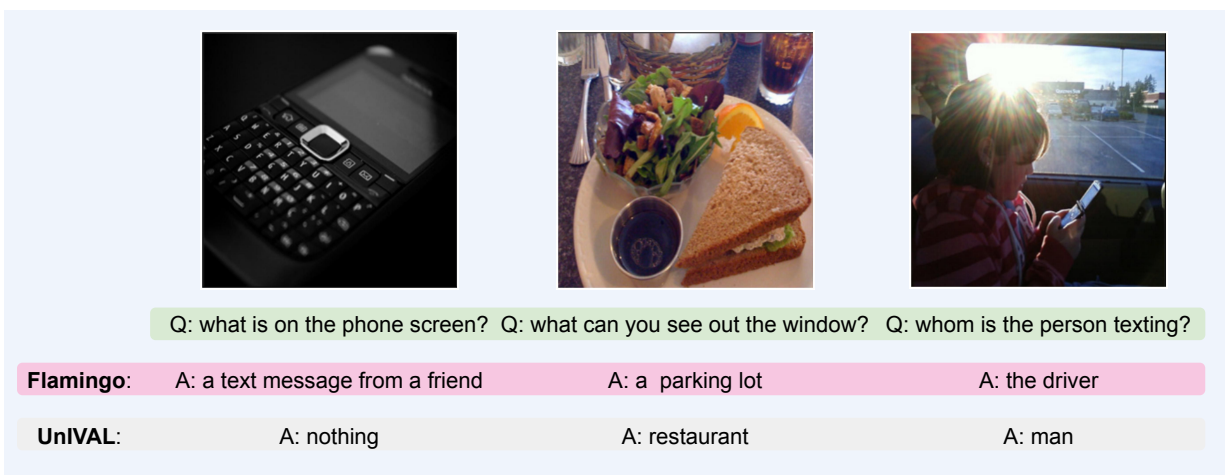 Q: what is on the phone screen? Q: what can you see out the window? Q: whom is the person texting?
Flamingo: A: a text message from a friend A: a parking lot A: the driver
UnIVAL: A: nothing A: restaurant A: man